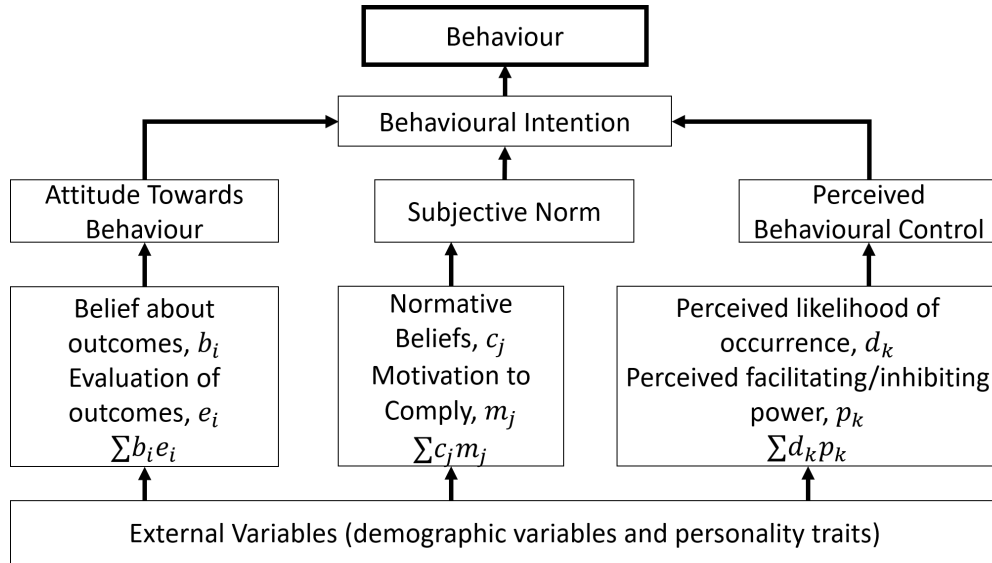 Behaviour
Behavioural Intention
Attitude Towards
Behaviour
Subjective Norm
Perceived
Behavioural Control
Belief about
outcomes, 𝑏ᵢ
Evaluation of
outcomes, 𝑒ᵢ
∑𝑏ᵢ𝑒ᵢ
Normative
Beliefs, 𝑐ⱼ
Motivation to
Comply, 𝑚ⱼ
∑𝑐ⱼ𝑚ⱼ
Perceived likelihood of
occurrence, 𝑑ₖ
Perceived facilitating/inhibiting
power, 𝑝ₖ
∑𝑑ₖ𝑝ₖ
External Variables (demographic variables and personality traits)